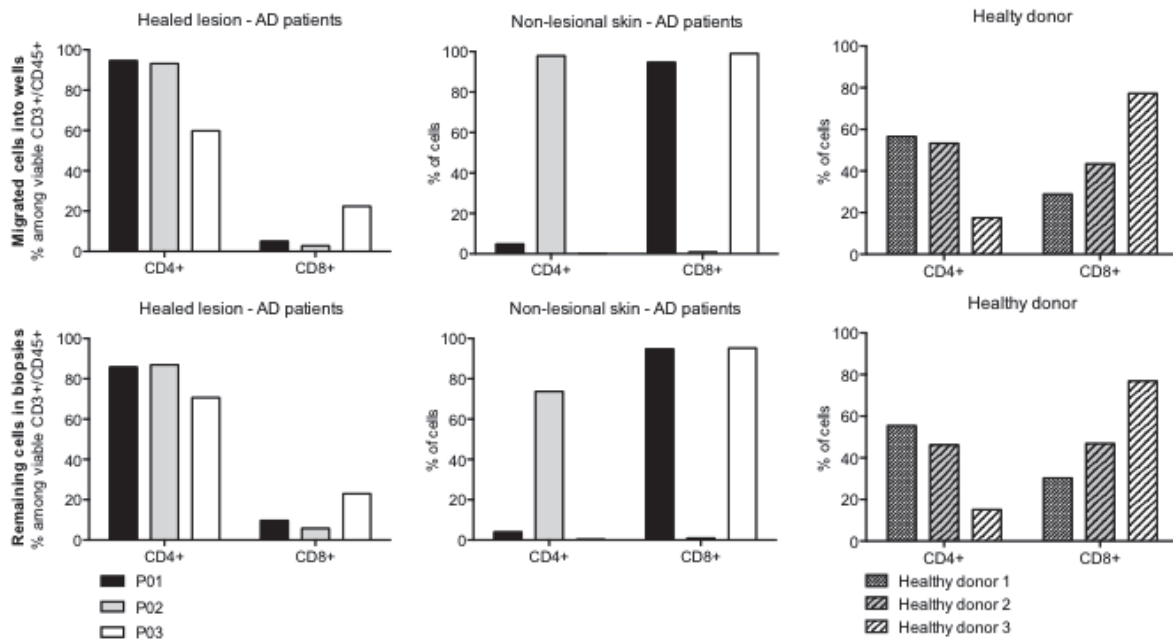 Healed lesion - AD patients
Non-lesional skin - AD patients
Healty donor
Migrated cells into wells
% among viable CD3+/CD45+
100
80
60
40
20
0
CD4+
CD8+
% of cells
100
80
60
40
20
0
CD4+
CD8+
% of cells
100
80
60
40
20
0
CD4+
CD8+
Healed lesion - AD patients
Non-lesional skin - AD patients
Healthy donor
Remaining cells in biopsies
% among viable CD3+/CD45+
100
80
60
40
20
0
CD4+
CD8+
% of cells
100
80
60
40
20
0
CD4+
CD8+
% of cells
100
80
60
40
20
0
CD4+
CD8+
P01
P02
P03
Healthy donor 1
Healthy donor 2
Healthy donor 3